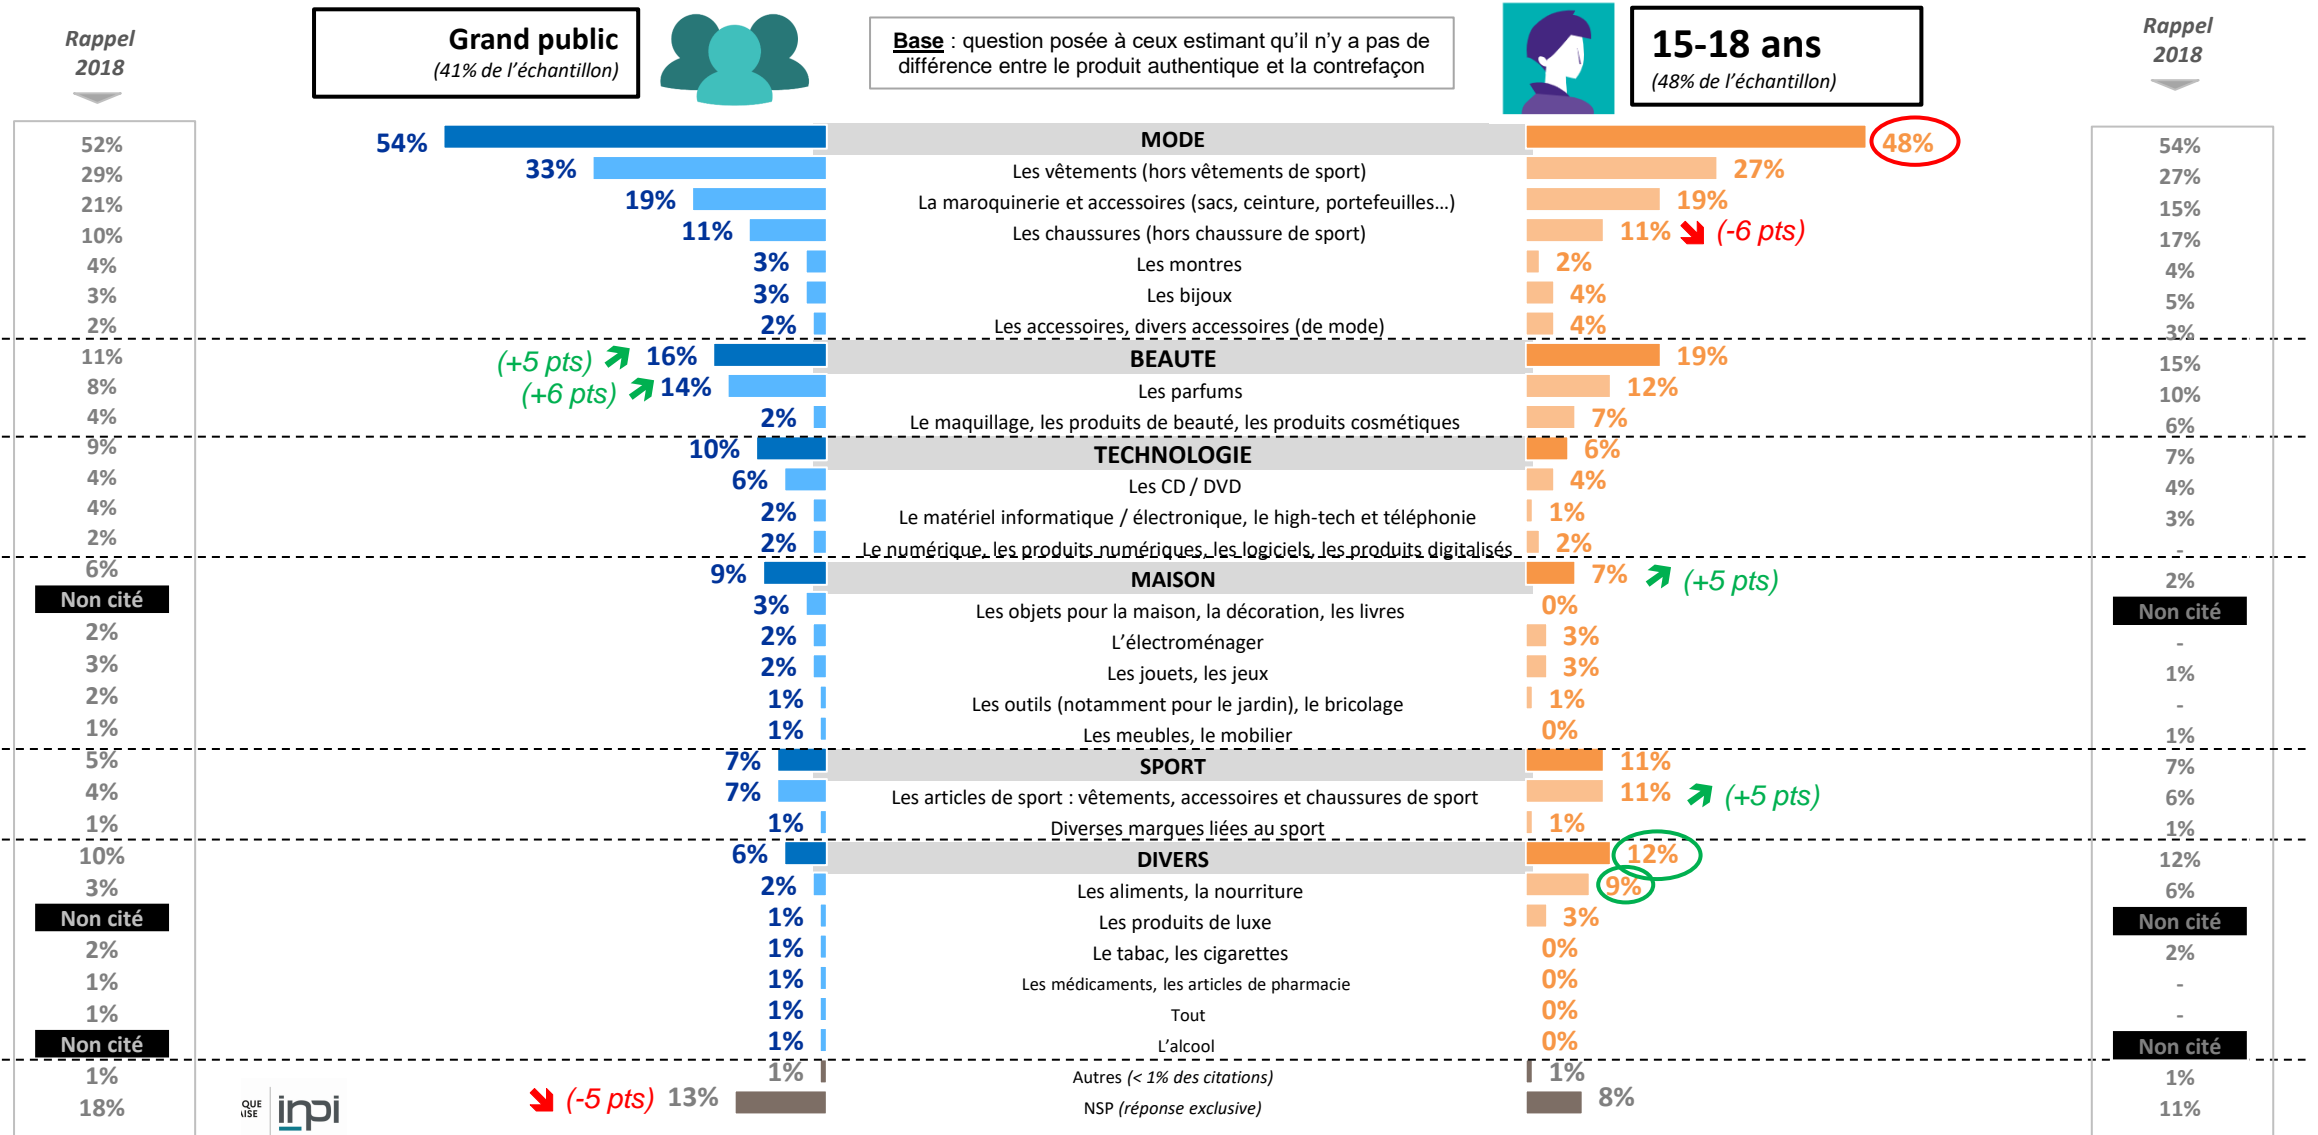 Rappel
2018
Grand public
(41% de l'échantillon)
Base : question posée à ceux estimant qu'il n'y a pas de
différence entre le produit authentique et la contrefaçon
15-18 ans
(48% de l'échantillon)
Rappel
2018
52% 54% MODE 48% 54%
29% 33% Les vêtements (hors vêtements de sport) 27% 27%
21% 19% La maroquinerie et accessoires (sacs, ceinture, portefeuilles…) 19% 15%
10% 11% Les chaussures (hors chaussure de sport) 11% (-6 pts) 17%
4% 3% Les montres 2% 4%
3% 3% Les bijoux 4% 5%
2% 2% Les accessoires, divers accessoires (de mode) 4% 3%
11% (+5 pts) 16% BEAUTE 19% 15%
8% (+6 pts) 14% Les parfums 12% 10%
4% 2% Le maquillage, les produits de beauté, les produits cosmétiques 7% 6%
9% 10% TECHNOLOGIE 6% 7%
4% 6% Les CD / DVD 4% 4%
4% 2% Le matériel informatique / électronique, le high-tech et téléphonie 1% 3%
2% 2% Le numérique, les produits numériques, les logiciels, les produits digitalisés 2% -
6% 9% MAISON 7% (+5 pts) 2%
Non cité 3% Les objets pour la maison, la décoration, les livres 0% Non cité
2% 2% L'électroménager 3% -
3% 2% Les jouets, les jeux 3% 1%
2% 1% Les outils (notamment pour le jardin), le bricolage 1% -
1% 1% Les meubles, le mobilier 0% 1%
5% 7% SPORT 11% 7%
4% 7% Les articles de sport : vêtements, accessoires et chaussures de sport 11% (+5 pts) 6%
1% 1% Diverses marques liées au sport 1% 1%
10% 6% DIVERS 12% 12%
3% 2% Les aliments, la nourriture 9% 6%
Non cité 1% Les produits de luxe 3% Non cité
2% 1% Le tabac, les cigarettes 0% 2%
1% 1% Les médicaments, les articles de pharmacie 0% -
1% 1% Tout 0% -
Non cité 1% L'alcool 0% Non cité
1% 1% Autres (< 1% des citations) 1% 1%
18% (-5 pts) 13% NSP (réponse exclusive) 8% 11%
QUE
AISE
inpi